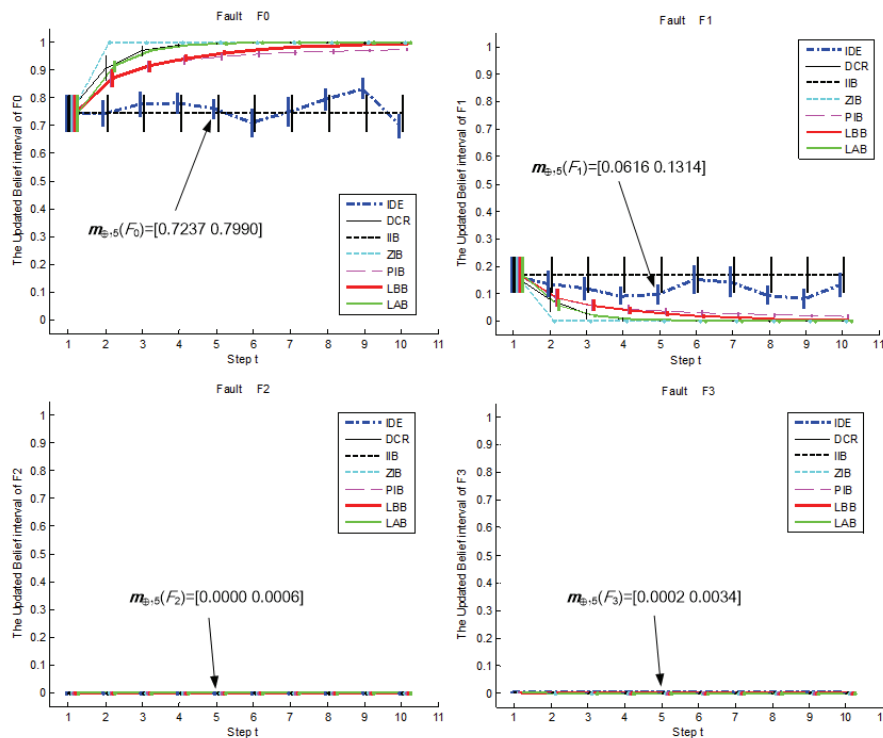 Fault F0
The Updated Belief interval of F0
1
0.9
0.8
0.7
0.6
0.5
0.4
0.3
0.2
0.1
0
m⊕,5(F0)=[0.7237 0.7990]
IDE
DCR
IIB
ZIB
PIB
LBB
LAB
1 2 3 4 5 6 7 8 9 10 11
Step t
Fault F1
The Updated Belief interval of F1
1
0.9
0.8
0.7
0.6
0.5
0.4
0.3
0.2
0.1
0
m⊕,5(F1)=[0.0616 0.1314]
IDE
DCR
IIB
ZIB
PIB
LBB
LAB
1 2 3 4 5 6 7 8 9 10 11
Step t
Fault F2
The Updated Belief interval of F2
1
0.9
0.8
0.7
0.6
0.5
0.4
0.3
0.2
0.1
0
m⊕,5(F2)=[0.0000 0.0006]
IDE
DCR
IIB
ZIB
PIB
LBB
LAB
1 2 3 4 5 6 7 8 9 10 11
Step t
Fault F3
The Updated Belief interval of F3
1
0.9
0.8
0.7
0.6
0.5
0.4
0.3
0.2
0.1
0
m⊕,5(F3)=[0.0002 0.0034]
IDE
DCR
IIB
ZIB
PIB
LBB
LAB
1 2 3 4 5 6 7 8 9 10
Step t